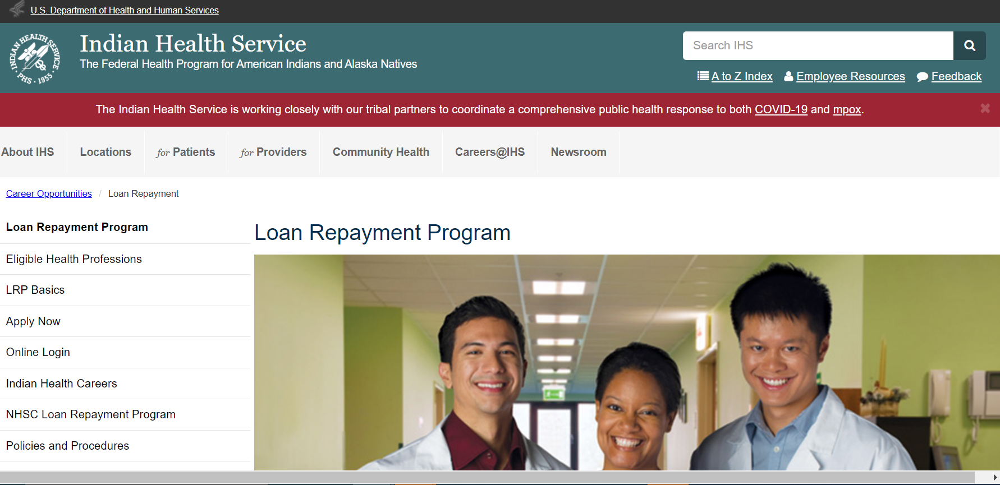 U.S. Department of Health and Human Services
INDIAN HEALTH SERVICE
PHS · 1955
Indian Health Service
The Federal Health Program for American Indians and Alaska Natives
Search IHS
A to Z Index Employee Resources Feedback
The Indian Health Service is working closely with our tribal partners to coordinate a comprehensive public health response to both COVID-19 and mpox.
About IHS Locations for Patients for Providers Community Health Careers@IHS Newsroom
Career Opportunities / Loan Repayment
Loan Repayment Program
Eligible Health Professions
LRP Basics
Apply Now
Online Login
Indian Health Careers
NHSC Loan Repayment Program
Policies and Procedures
Loan Repayment Program